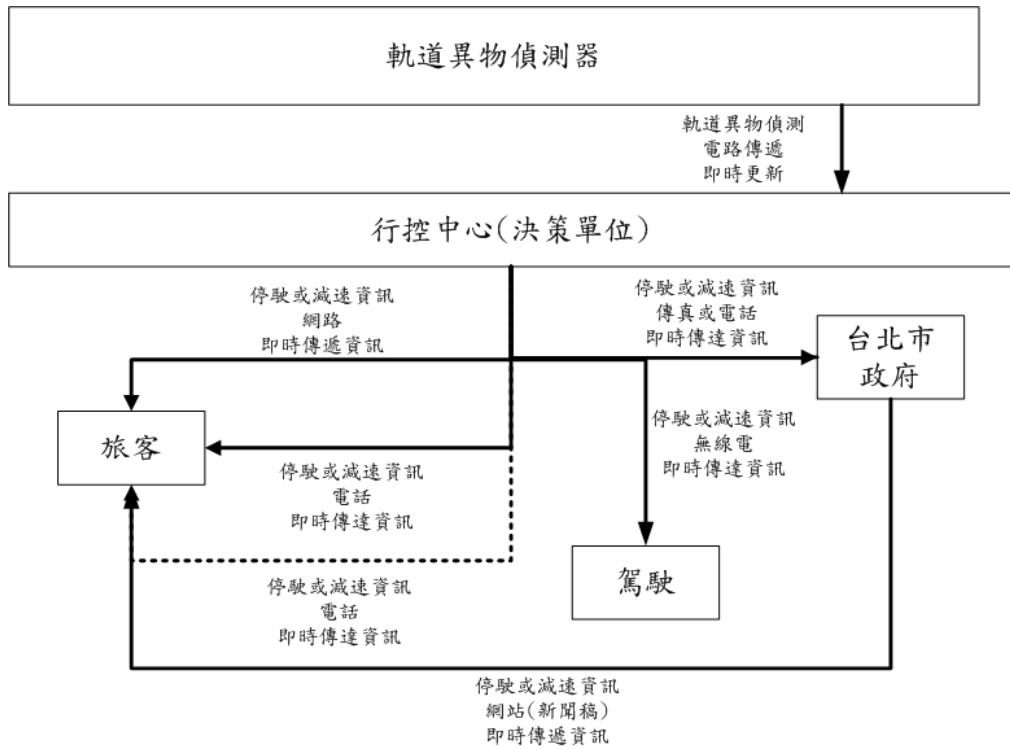 軌道異物偵測器
軌道異物偵測
電路傳遞
即時更新
行控中心(決策單位)
停駛或減速資訊
網路
即時傳遞資訊
停駛或減速資訊
傳真或電話
即時傳達資訊
台北市
政府
旅客
停駛或減速資訊
無線電
即時傳達資訊
停駛或減速資訊
電話
即時傳達資訊
駕駛
停駛或減速資訊
電話
即時傳達資訊
停駛或減速資訊
網站(新聞稿)
即時傳遞資訊